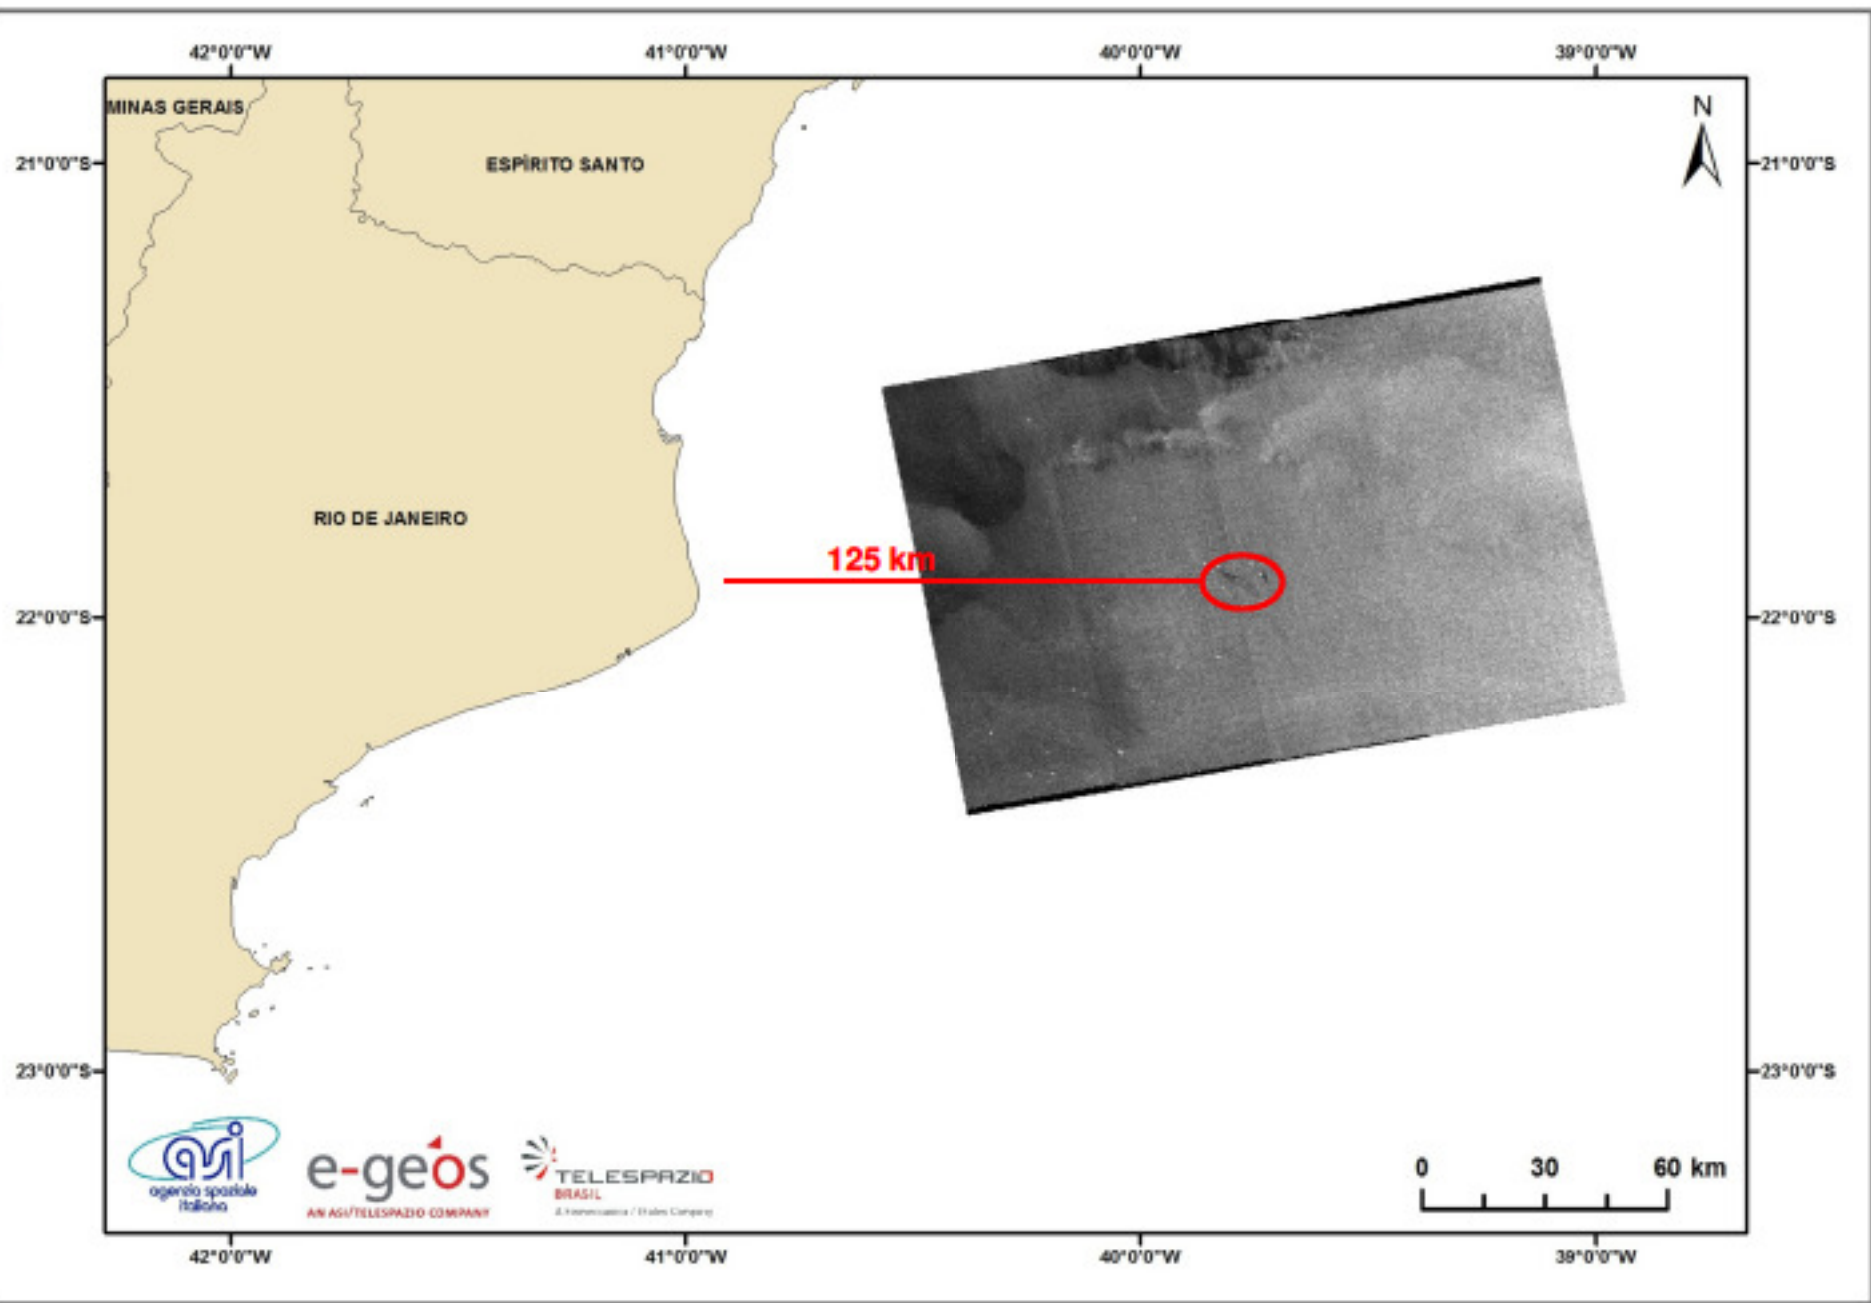 42°0'0"W 41°0'0"W 40°0'0"W 39°0'0"W
MINAS GERAIS
N
21°0'0"S ESPÍRITO SANTO 21°0'0"S
RIO DE JANEIRO
125 km
22°0'0"S 22°0'0"S
23°0'0"S 23°0'0"S
asi
agenzia spaziale
italiana
e-geos
AN ASI/TELESPAZIO COMPANY
TELESPAZIO
BRASIL
0 30 60 km
42°0'0"W 41°0'0"W 40°0'0"W 39°0'0"W